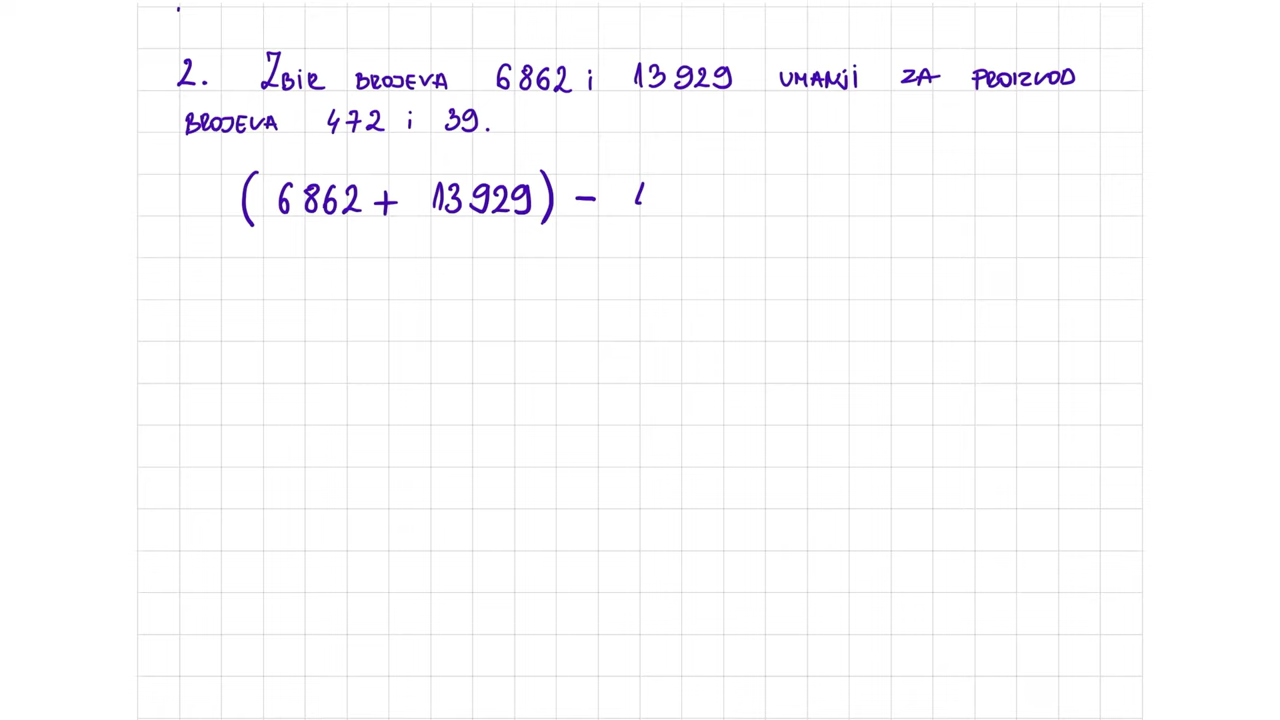 2. Zbir brojeva 6862 i 13929 umanji za proizvod
brojeva 472 i 39.
(6862 + 13929) -